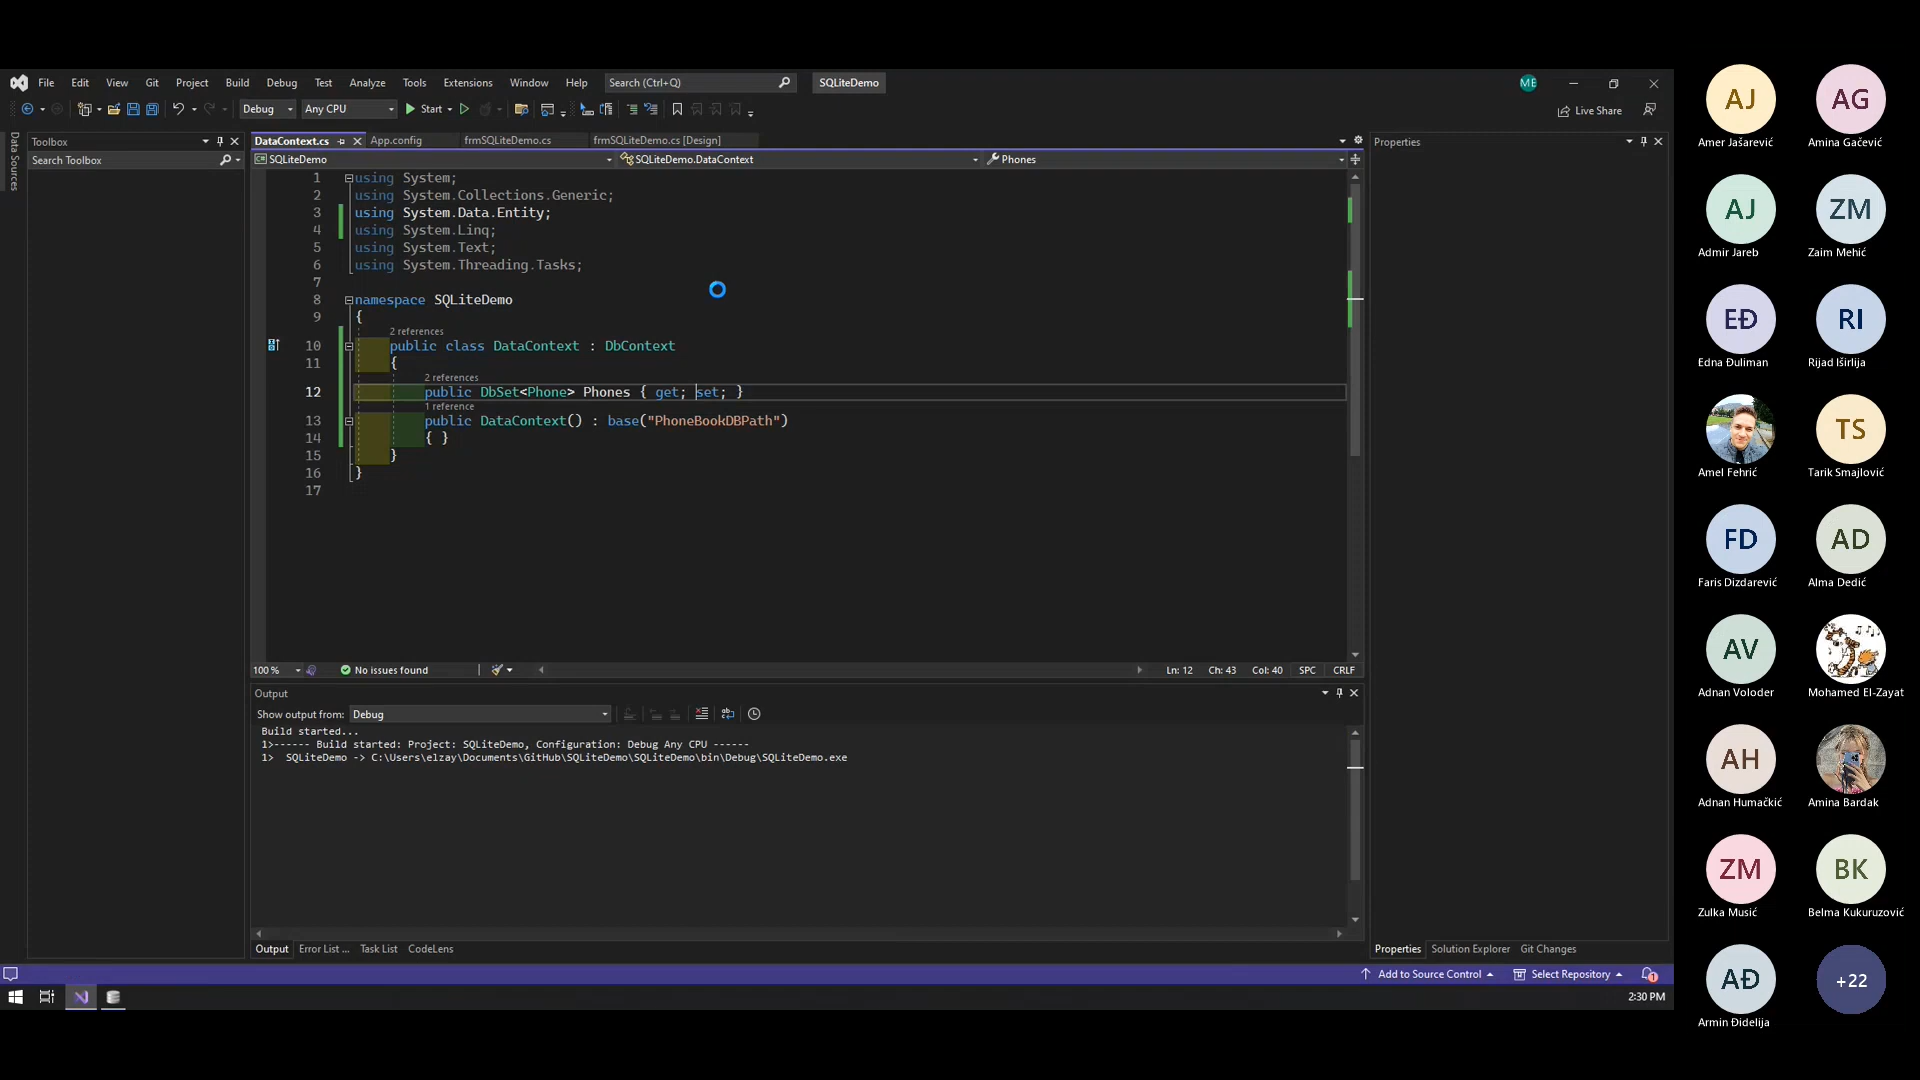 File Edit View Git Project Build Debug Test Analyze Tools Extensions Window Help Search (Ctrl+Q) SQLiteDemo ME
Debug Any CPU Start Live Share
Data Sources
Toolbox
Search Toolbox
DataContext.cs App.config frmSQLiteDemo.cs frmSQLiteDemo.cs [Design]
SQLiteDemo SQLiteDemo.DataContext Phones
1 using System;
2 using System.Collections.Generic;
3 using System.Data.Entity;
4 using System.Linq;
5 using System.Text;
6 using System.Threading.Tasks;
7
8 namespace SQLiteDemo
9 {
2 references
10 public class DataContext : DbContext
11 {
2 references
12 public DbSet<Phone> Phones { get; set; }
1 reference
13 public DataContext() : base("PhoneBookDBPath")
14 { }
15 }
16 }
17
100 % No issues found Ln: 12 Ch: 43 Col: 40 SPC CRLF
Output
Show output from: Debug
Build started...
1>------ Build started: Project: SQLiteDemo, Configuration: Debug Any CPU ------
1>  SQLiteDemo -> C:\Users\elzay\Documents\GitHub\SQLiteDemo\SQLiteDemo\bin\Debug\SQLiteDemo.exe
Output Error List ... Task List CodeLens
Properties
Properties Solution Explorer Git Changes
Add to Source Control Select Repository 1
2:30 PM
AJ AG
Amer Jašarević Amina Gačević
AJ ZM
Admir Jareb Zaim Mehić
EĐ RI
Edna Đuliman Rijad Iširlija
TS
Amel Fehrić Tarik Smajlović
FD AD
Faris Dizdarević Alma Dedić
AV
Adnan Voloder Mohamed El-Zayat
AH
Adnan Humačkić Amina Bardak
ZM BK
Zulka Musić Belma Kukuruzović
AĐ +22
Armin Điđelija